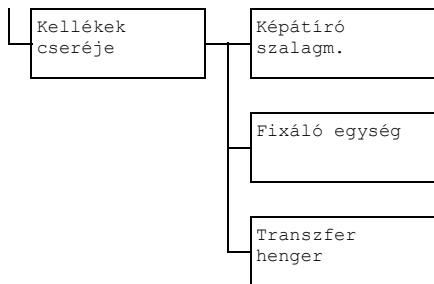 Kellékek
cseréje
Képátíró
szalagm.
Fixáló egység
Transzfer
henger